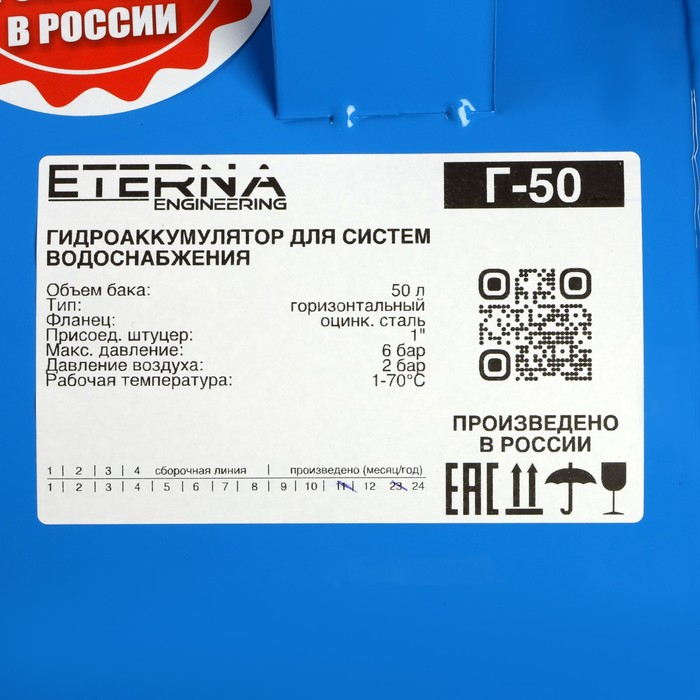 В РОССИИ
ETERNA
ENGINEERING
Г-50
ГИДРОАККУМУЛЯТОР ДЛЯ СИСТЕМ
ВОДОСНАБЖЕНИЯ
Объем бака: 50 л
Тип: горизонтальный
Фланец: оцинк. сталь
Присоед. штуцер: 1"
Макс. давление: 6 бар
Давление воздуха: 2 бар
Рабочая температура: 1-70°С
ПРОИЗВЕДЕНО
В РОССИИ
1 | 2 | 3 | 4 сборочная линия | произведено (месяц/год)
1 | 2 | 3 | 4 | 5 | 6 | 7 | 8 | 9 | 10 | 11 | 12 23 24
EAC